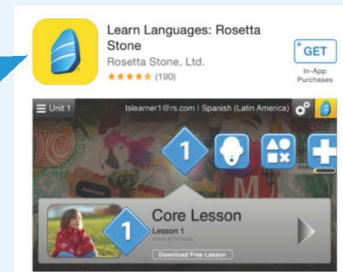 Learn Languages: Rosetta
Stone
Rosetta Stone, Ltd.
(190)
+ GET
In-App
Purchases
Unit 1
tslearner1@rs.com | Spanish (Latin America)
1
1
Core Lesson
Lesson 1
Download Free Lesson